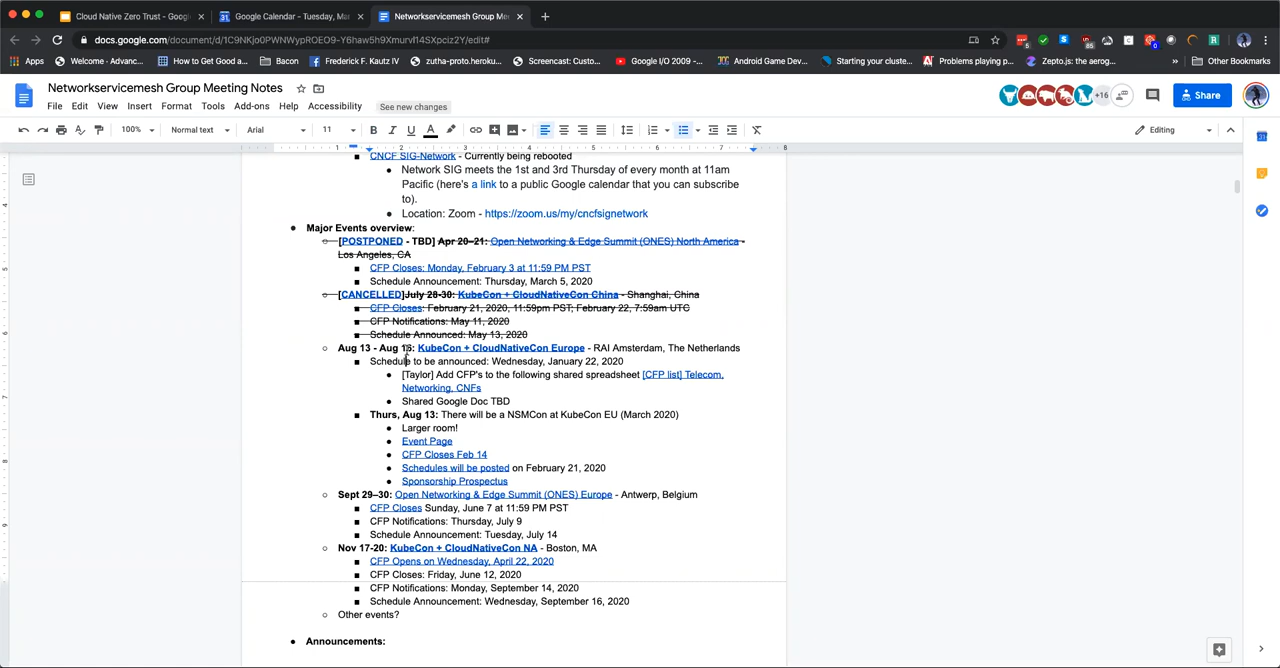 Cloud Native Zero Trust - Googl
Google Calendar - Tuesday, Mar
Networkservicemesh Group Me
docs.google.com/document/d/1C9NKjo0PWNWypROEO9-Y6haw5h9Xmurvl14SXpciz2Y/edit#
Apps
Welcome - Advanc...
How to Get Good a...
Bacon
Frederick F. Kautz IV
zutha-proto.heroku...
Screencast: Custo...
Google I/O 2009 -...
Android Game Dev...
Starting your cluste...
Problems playing p...
Zepto.js: the aerog...
»
Other Bookmarks
Networkservicemesh Group Meeting Notes
File Edit View Insert Format Tools Add-ons Help Accessibility
See new changes
+16
Share
100%
Normal text
Arial
11
B I U A
Editing
1 2 3 4 5 6 7 8
CNCF SIG-Network - Currently being rebooted
Network SIG meets the 1st and 3rd Thursday of every month at 11am
Pacific (here's a link to a public Google calendar that you can subscribe
to).
Location: Zoom - https://zoom.us/my/cncfsignetwork
Major Events overview:
[POSTPONED - TBD] Apr 20–21: Open Networking & Edge Summit (ONES) North America -
Los Angeles, CA
CFP Closes: Monday, February 3 at 11:59 PM PST
Schedule Announcement: Thursday, March 5, 2020
[CANCELLED]July 28-30: KubeCon + CloudNativeCon China - Shanghai, China
CFP Closes: February 21, 2020, 11:59pm PST; February 22, 7:59am UTC
CFP Notifications: May 11, 2020
Schedule Announced: May 13, 2020
Aug 13 - Aug 16: KubeCon + CloudNativeCon Europe - RAI Amsterdam, The Netherlands
Schedule to be announced: Wednesday, January 22, 2020
[Taylor] Add CFP's to the following shared spreadsheet [CFP list] Telecom,
Networking, CNFs
Shared Google Doc TBD
Thurs, Aug 13: There will be a NSMCon at KubeCon EU (March 2020)
Larger room!
Event Page
CFP Closes Feb 14
Schedules will be posted on February 21, 2020
Sponsorship Prospectus
Sept 29–30: Open Networking & Edge Summit (ONES) Europe - Antwerp, Belgium
CFP Closes Sunday, June 7 at 11:59 PM PST
CFP Notifications: Thursday, July 9
Schedule Announcement: Tuesday, July 14
Nov 17-20: KubeCon + CloudNativeCon NA - Boston, MA
CFP Opens on Wednesday, April 22, 2020
CFP Closes: Friday, June 12, 2020
CFP Notifications: Monday, September 14, 2020
Schedule Announcement: Wednesday, September 16, 2020
Other events?
Announcements: